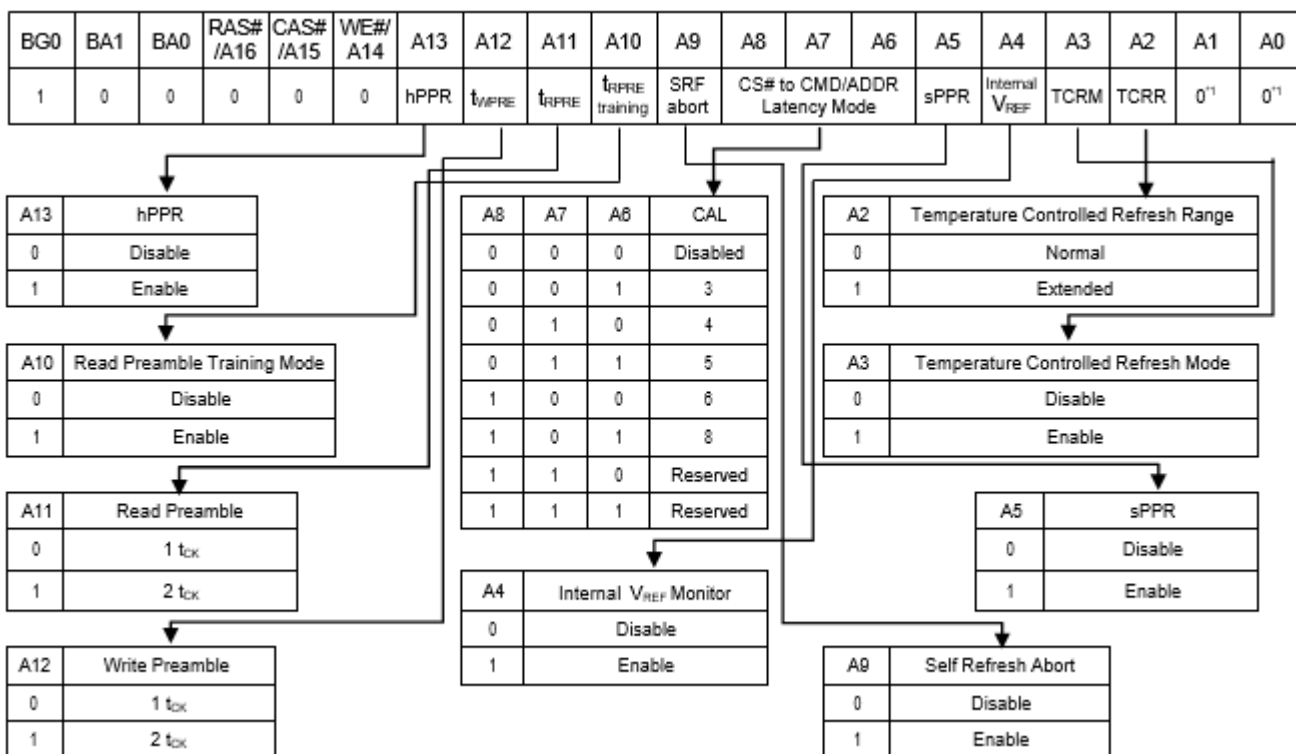 BG0 BA1 BA0 RAS# /A16 CAS# /A15 WE#/ A14 A13 A12 A11 A10 A9 A8 A7 A6 A5 A4 A3 A2 A1 A0
1 0 0 0 0 0 hPPR tWPRE tRPRE tRPRE training SRF abort CS# to CMD/ADDR Latency Mode sPPR Internal VREF TCRM TCRR 0*1 0*1
A13 hPPR
0 Disable
1 Enable
A10 Read Preamble Training Mode
0 Disable
1 Enable
A11 Read Preamble
0 1 tCK
1 2 tCK
A12 Write Preamble
0 1 tCK
1 2 tCK
A8 A7 A6 CAL
0 0 0 Disabled
0 0 1 3
0 1 0 4
0 1 1 5
1 0 0 6
1 0 1 8
1 1 0 Reserved
1 1 1 Reserved
A4 Internal VREF Monitor
0 Disable
1 Enable
A2 Temperature Controlled Refresh Range
0 Normal
1 Extended
A3 Temperature Controlled Refresh Mode
0 Disable
1 Enable
A5 sPPR
0 Disable
1 Enable
A9 Self Refresh Abort
0 Disable
1 Enable